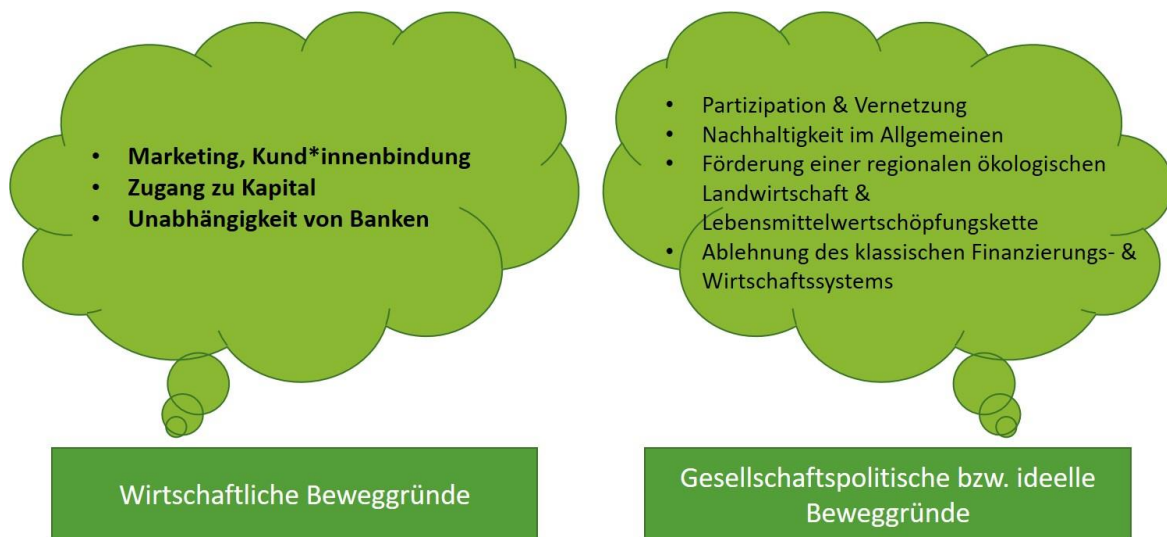 • Marketing, Kund*innenbindung
• Zugang zu Kapital
• Unabhängigkeit von Banken
Wirtschaftliche Beweggründe
• Partizipation & Vernetzung
• Nachhaltigkeit im Allgemeinen
• Förderung einer regionalen ökologischen
Landwirtschaft &
Lebensmittelwertschöpfungskette
• Ablehnung des klassischen Finanzierungs- &
Wirtschaftssystems
Gesellschaftspolitische bzw. ideelle
Beweggründe